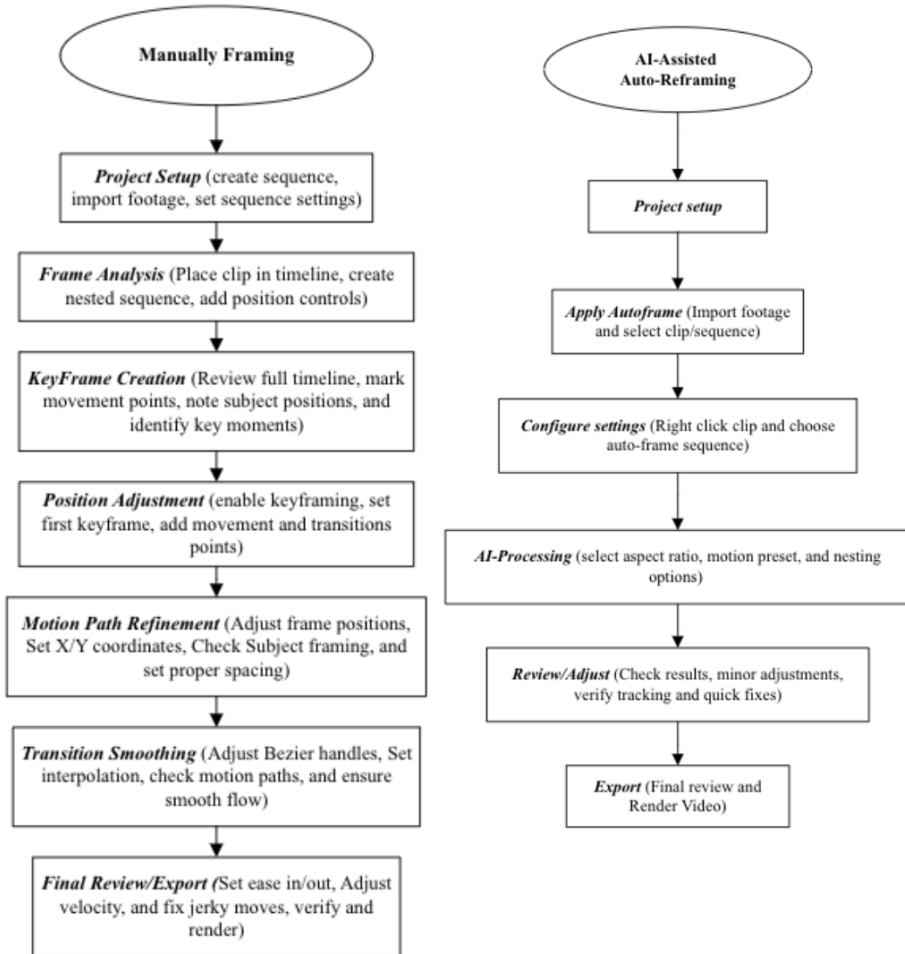 Manually Framing
Project Setup (create sequence,
import footage, set sequence settings)
Frame Analysis (Place clip in timeline, create
nested sequence, add position controls)
KeyFrame Creation (Review full timeline, mark
movement points, note subject positions, and
identify key moments)
Position Adjustment (enable keyframing, set
first keyframe, add movement and transitions
points)
Motion Path Refinement (Adjust frame positions,
Set X/Y coordinates, Check Subject framing, and
set proper spacing)
Transition Smoothing (Adjust Bezier handles, Set
interpolation, check motion paths, and ensure
smooth flow)
Final Review/Export (Set ease in/out, Adjust
velocity, and fix jerky moves, verify and
render)
AI-Assisted
Auto-Reframing
Project setup
Apply Autoframe (Import footage
and select clip/sequence)
Configure settings (Right click clip and choose
auto-frame sequence)
AI-Processing (select aspect ratio, motion preset, and nesting
options)
Review/Adjust (Check results, minor adjustments,
verify tracking and quick fixes)
Export (Final review and
Render Video)